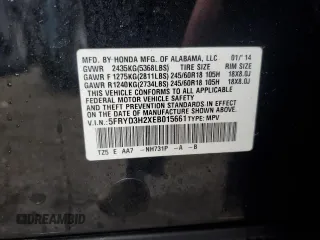 MFD. BY HONDA MFG. OF ALABAMA, LLC 01/'14
GVWR 2435KG(5368LBS) TIRE SIZE RIM SIZE
GAWR F 1275KG(2811LBS) 245/60R18 105H 18X8.0J
GAWR R 1240KG(2734LBS) 245/60R18 105H 18X8.0J
THIS VEHICLE CONFORMS TO ALL APPLICABLE
FEDERAL MOTOR VEHICLE SAFETY AND THEFT
PREVENTION STANDARDS IN EFFECT ON THE DATE
OF MANUFACTURE SHOWN ABOVE.
V.I.N.: 5FRYD3H2XEB015661 TYPE: MPV
TZ5 E AA7 -NH731P -A -B